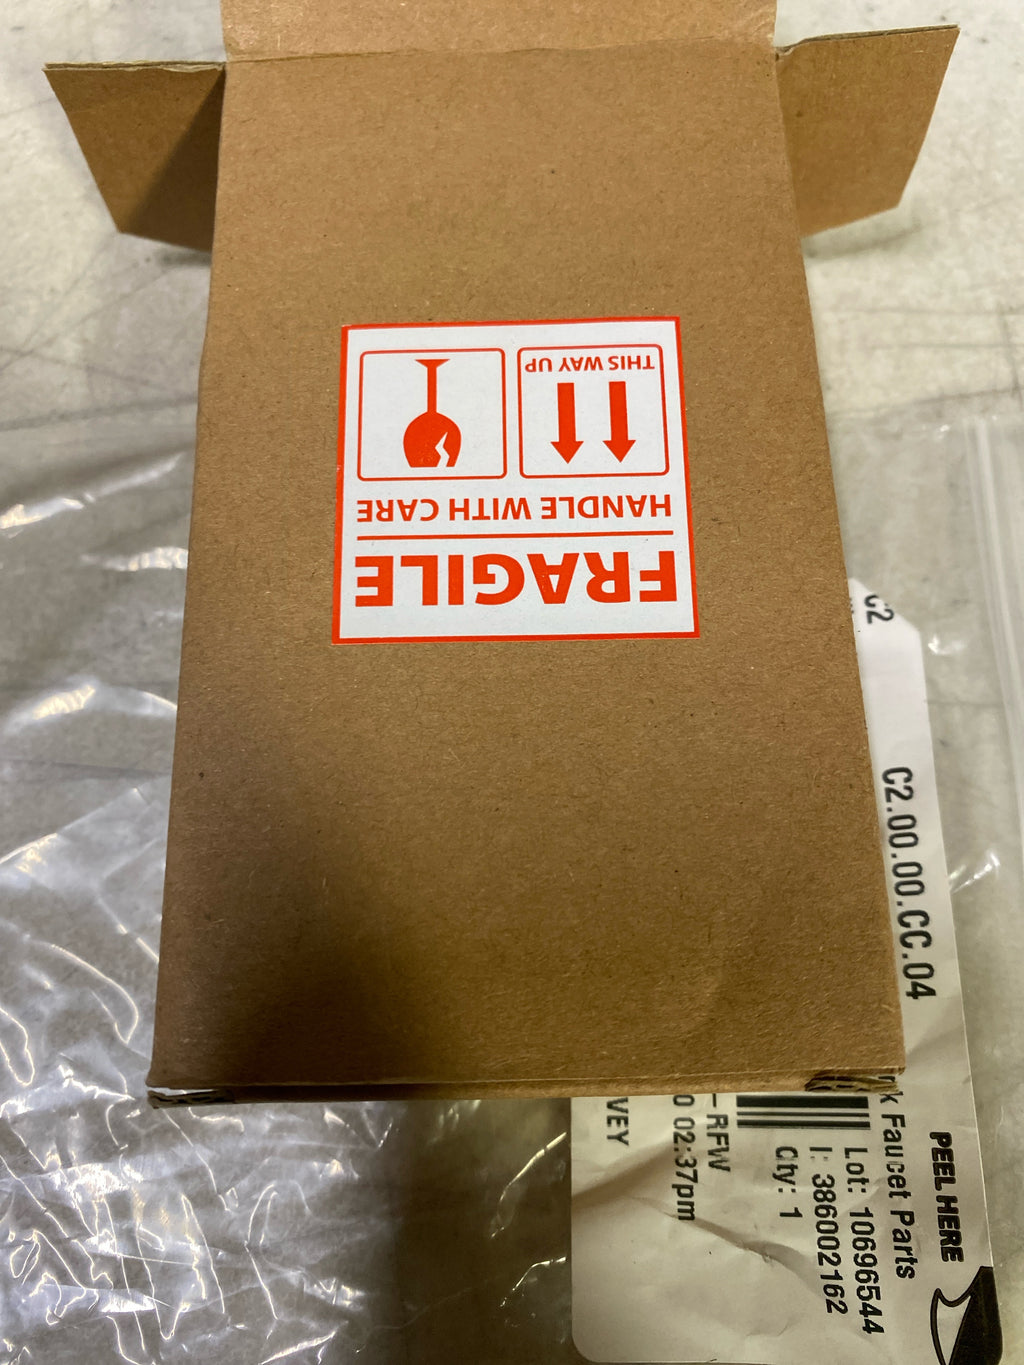 FRAGILE
HANDLE WITH CARE
THIS WAY UP
C2
C2.00.00.CC.04
PEEL HERE
Faucet Parts
Lot: 10696544
I: 386002162
Qty: 1
RFW
02:37pm
VEY